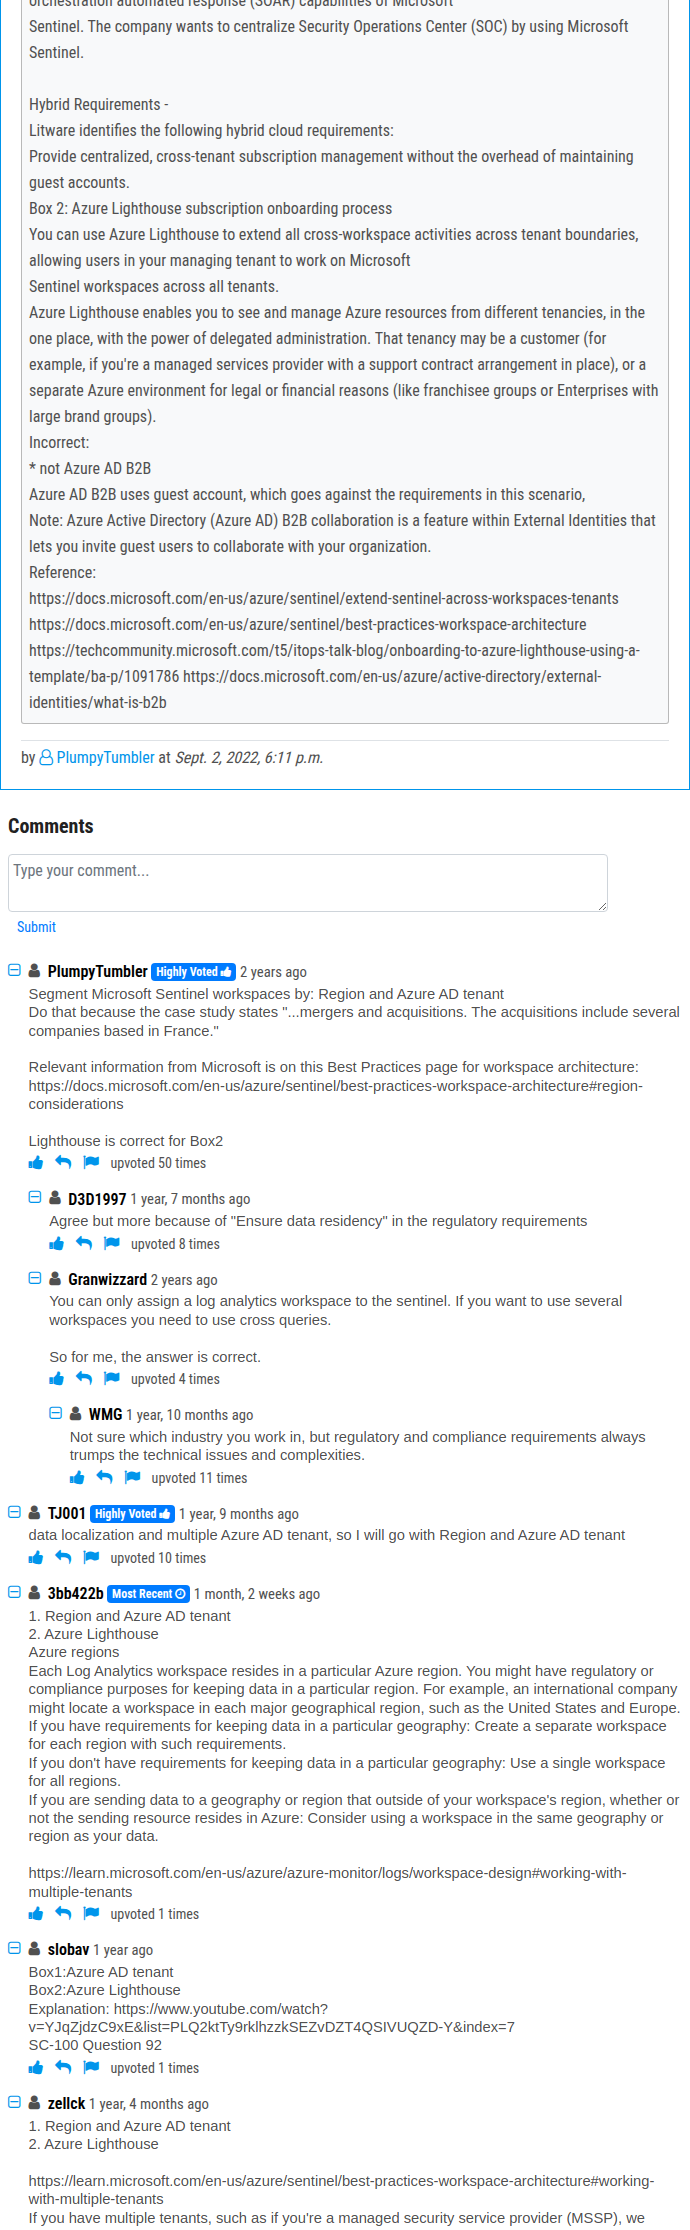 orchestration automated response (SOAR) capabilities of Microsoft
Sentinel. The company wants to centralize Security Operations Center (SOC) by using Microsoft
Sentinel.
Hybrid Requirements -
Litware identifies the following hybrid cloud requirements:
Provide centralized, cross-tenant subscription management without the overhead of maintaining
guest accounts.
Box 2: Azure Lighthouse subscription onboarding process
You can use Azure Lighthouse to extend all cross-workspace activities across tenant boundaries,
allowing users in your managing tenant to work on Microsoft
Sentinel workspaces across all tenants.
Azure Lighthouse enables you to see and manage Azure resources from different tenancies, in the
one place, with the power of delegated administration. That tenancy may be a customer (for
example, if you're a managed services provider with a support contract arrangement in place), or a
separate Azure environment for legal or financial reasons (like franchisee groups or Enterprises with
large brand groups).
Incorrect:
* not Azure AD B2B
Azure AD B2B uses guest account, which goes against the requirements in this scenario,
Note: Azure Active Directory (Azure AD) B2B collaboration is a feature within External Identities that
lets you invite guest users to collaborate with your organization.
Reference:
https://docs.microsoft.com/en-us/azure/sentinel/extend-sentinel-across-workspaces-tenants
https://docs.microsoft.com/en-us/azure/sentinel/best-practices-workspace-architecture
https://techcommunity.microsoft.com/t5/itops-talk-blog/onboarding-to-azure-lighthouse-using-a-
template/ba-p/1091786 https://docs.microsoft.com/en-us/azure/active-directory/external-
identities/what-is-b2b
by PlumpyTumbler at Sept. 2, 2022, 6:11 p.m.
Comments
Type your comment...
Submit
PlumpyTumbler Highly Voted 2 years ago
Segment Microsoft Sentinel workspaces by: Region and Azure AD tenant
Do that because the case study states "...mergers and acquisitions. The acquisitions include several
companies based in France."
Relevant information from Microsoft is on this Best Practices page for workspace architecture:
https://docs.microsoft.com/en-us/azure/sentinel/best-practices-workspace-architecture#region-
considerations
Lighthouse is correct for Box2
upvoted 50 times
D3D1997 1 year, 7 months ago
Agree but more because of "Ensure data residency" in the regulatory requirements
upvoted 8 times
Granwizzard 2 years ago
You can only assign a log analytics workspace to the sentinel. If you want to use several
workspaces you need to use cross queries.
So for me, the answer is correct.
upvoted 4 times
WMG 1 year, 10 months ago
Not sure which industry you work in, but regulatory and compliance requirements always
trumps the technical issues and complexities.
upvoted 11 times
TJ001 Highly Voted 1 year, 9 months ago
data localization and multiple Azure AD tenant, so I will go with Region and Azure AD tenant
upvoted 10 times
3bb422b Most Recent 1 month, 2 weeks ago
1. Region and Azure AD tenant
2. Azure Lighthouse
Azure regions
Each Log Analytics workspace resides in a particular Azure region. You might have regulatory or
compliance purposes for keeping data in a particular region. For example, an international company
might locate a workspace in each major geographical region, such as the United States and Europe.
If you have requirements for keeping data in a particular geography: Create a separate workspace
for each region with such requirements.
If you don't have requirements for keeping data in a particular geography: Use a single workspace
for all regions.
If you are sending data to a geography or region that outside of your workspace's region, whether or
not the sending resource resides in Azure: Consider using a workspace in the same geography or
region as your data.
https://learn.microsoft.com/en-us/azure/azure-monitor/logs/workspace-design#working-with-
multiple-tenants
upvoted 1 times
slobav 1 year ago
Box1:Azure AD tenant
Box2:Azure Lighthouse
Explanation: https://www.youtube.com/watch?
v=YJqZjdzC9xE&list=PLQ2ktTy9rklhzzkSEZvDZT4QSIVUQZD-Y&index=7
SC-100 Question 92
upvoted 1 times
zellck 1 year, 4 months ago
1. Region and Azure AD tenant
2. Azure Lighthouse
https://learn.microsoft.com/en-us/azure/sentinel/best-practices-workspace-architecture#working-
with-multiple-tenants
If you have multiple tenants, such as if you're a managed security service provider (MSSP), we